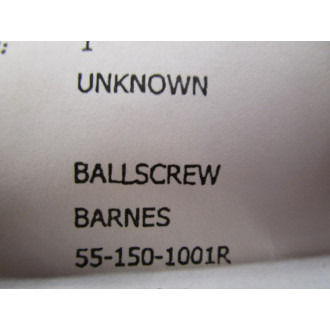 1
UNKNOWN
BALLSCREW
BARNES
55-150-1001R